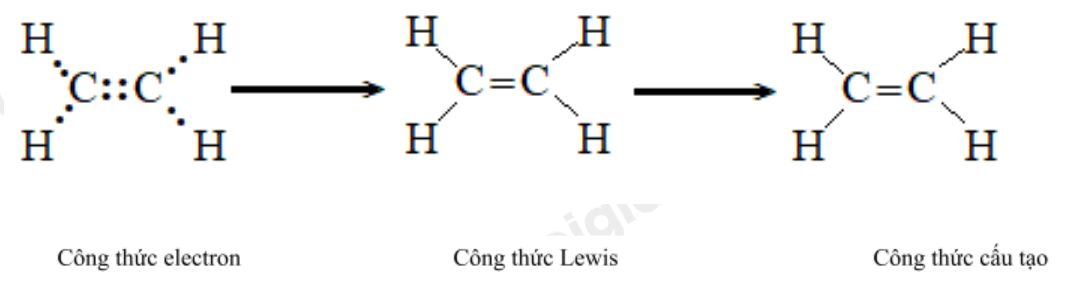 H H H H H H
C::C C=C C=C
H H H H H H
Công thức electron Công thức Lewis Công thức cấu tạo